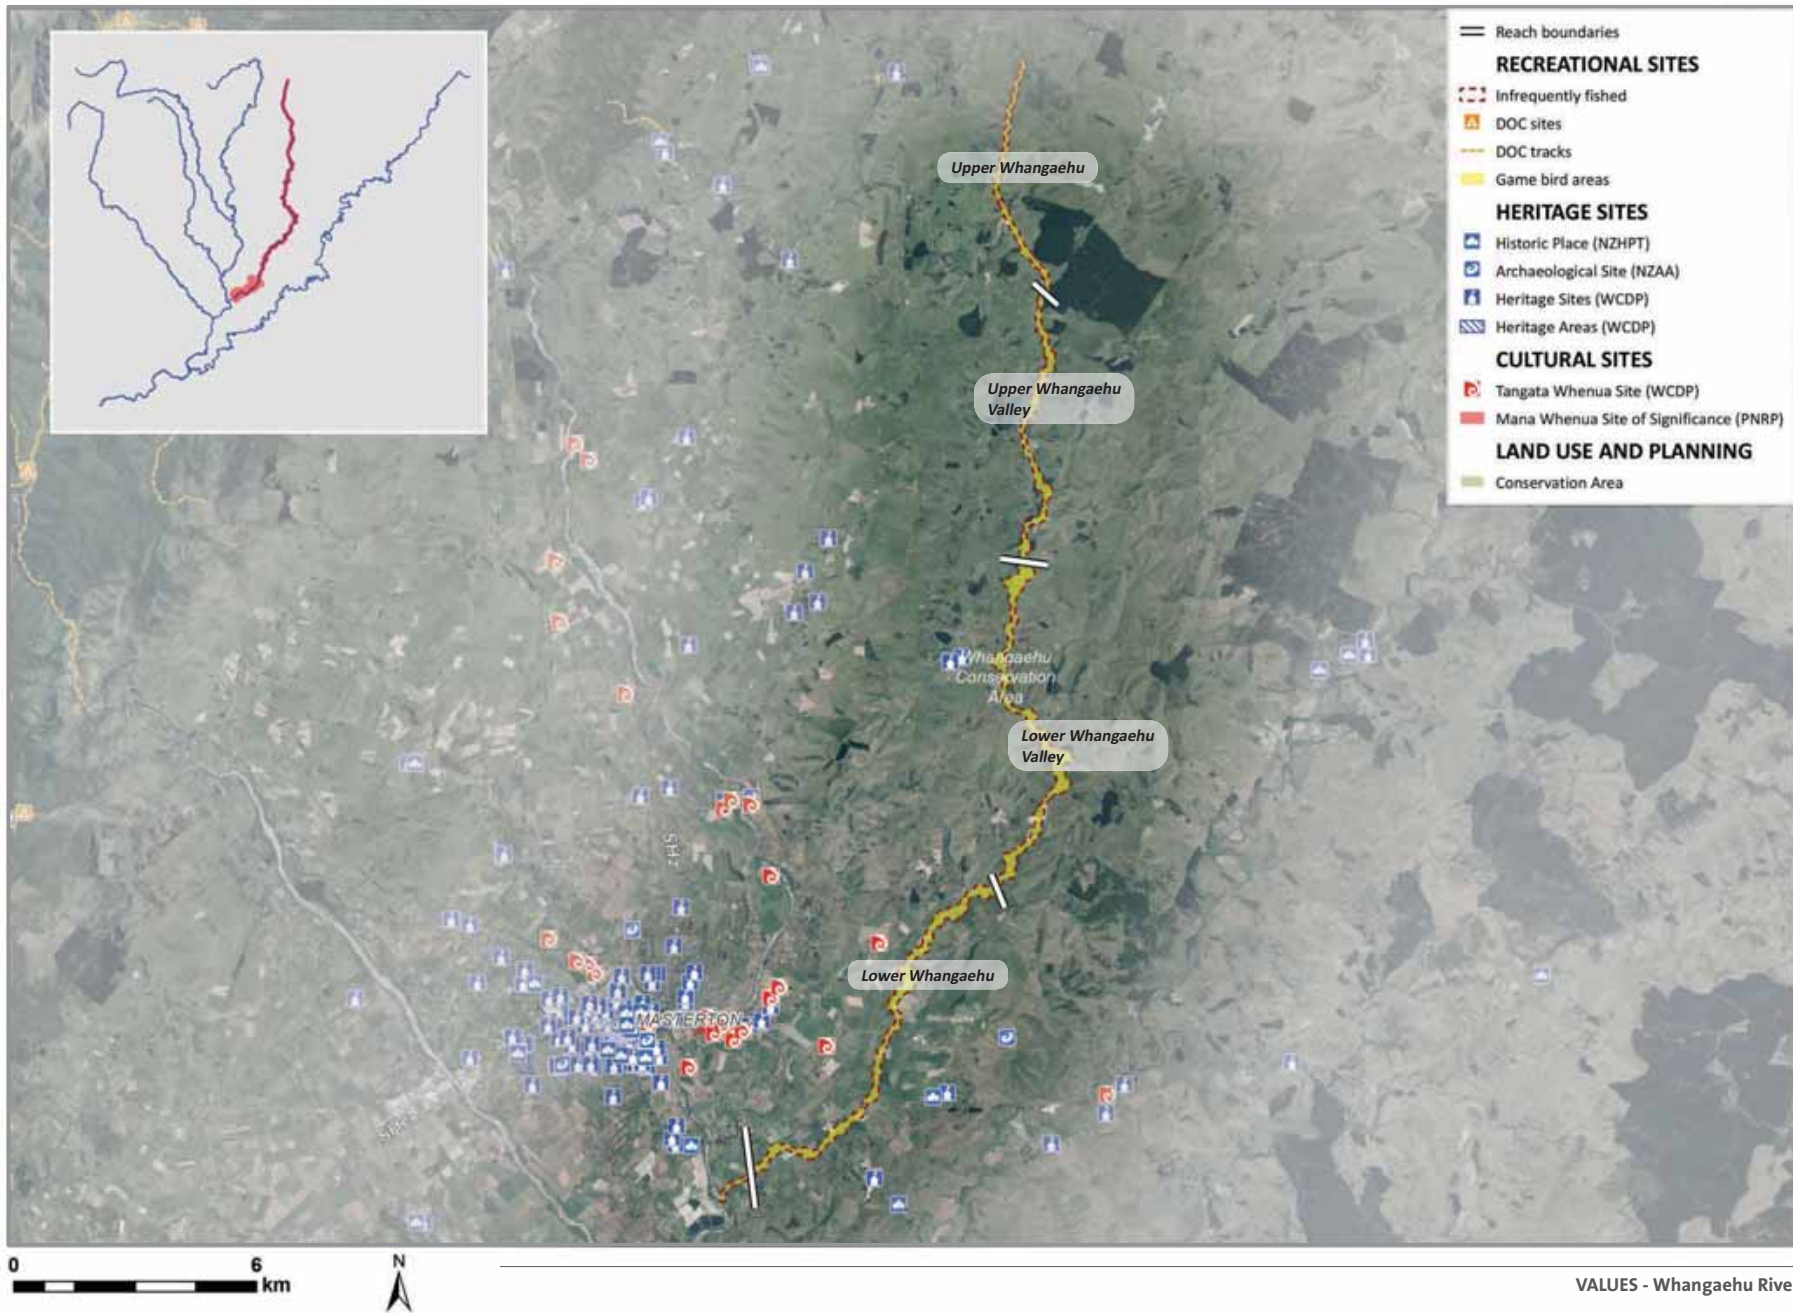 Reach boundaries
RECREATIONAL SITES
Infrequently fished
DOC sites
DOC tracks
Game bird areas
HERITAGE SITES
Historic Place (NZHPT)
Archaeological Site (NZAA)
Heritage Sites (WCDP)
Heritage Areas (WCDP)
CULTURAL SITES
Tangata Whenua Site (WCDP)
Mana Whenua Site of Significance (PNRP)
LAND USE AND PLANNING
Conservation Area
Upper Whangaehu
Upper Whangaehu
Valley
Whangaehu
Conservation
Area
Lower Whangaehu
Valley
SH2
Lower Whangaehu
MASTERTON
0 6
km
N
VALUES - Whangaehu Rive